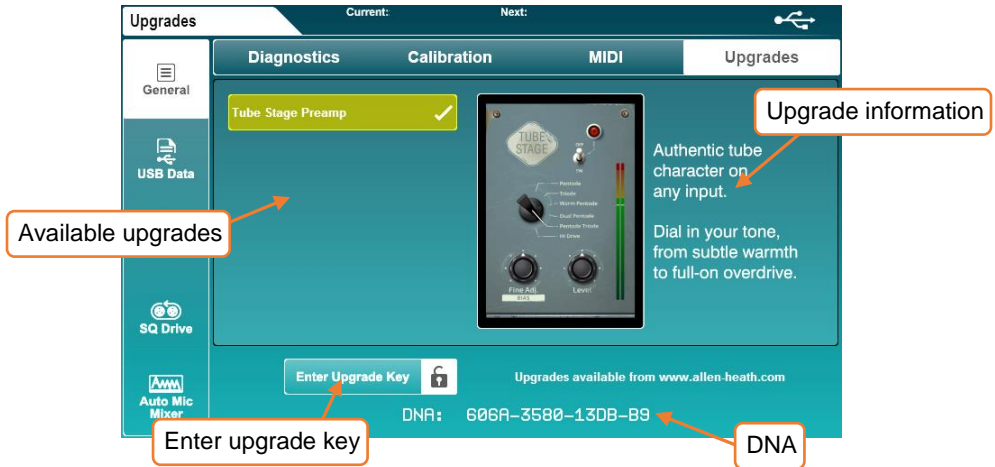 Upgrades
Current:
Next:
Diagnostics
Calibration
MIDI
Upgrades
General
USB Data
SQ Drive
Auto Mic
Mixer
Tube Stage Preamp
TUBE
STAGE
OFF
ON
Pentode
Triode
Warm Pentode
Dual Pentode
Pentode Triode
Hi Drive
Fine Adj.
BIAS
Level
Authentic tube
character on
any input.
Dial in your tone,
from subtle warmth
to full-on overdrive.
Upgrade information
Available upgrades
Enter Upgrade Key
Upgrades available from www.allen-heath.com
DNA: 606A-3580-13DB-B9
Enter upgrade key
DNA